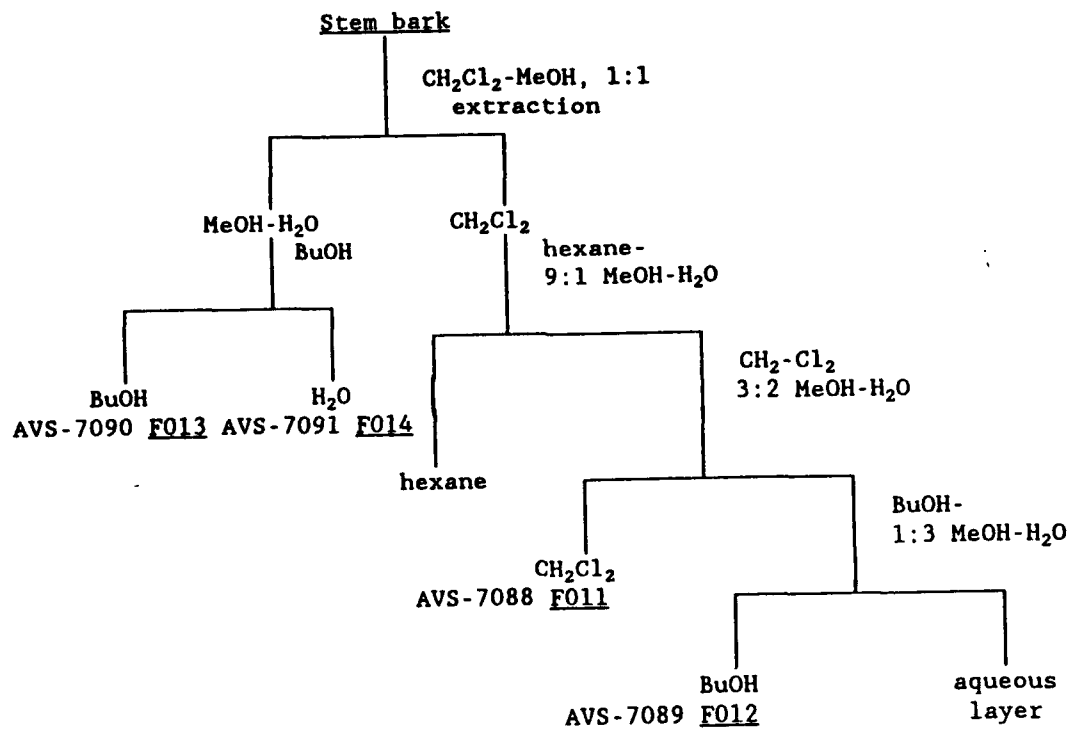 Stem bark
CH₂Cl₂-MeOH, 1:1
extraction
MeOH-H₂O
BuOH
CH₂Cl₂
hexane-
9:1 MeOH-H₂O
BuOH
AVS-7090 F013
H₂O
AVS-7091 F014
hexane
CH₂-Cl₂
3:2 MeOH-H₂O
CH₂Cl₂
AVS-7088 F011
BuOH-
1:3 MeOH-H₂O
BuOH
AVS-7089 F012
aqueous
layer